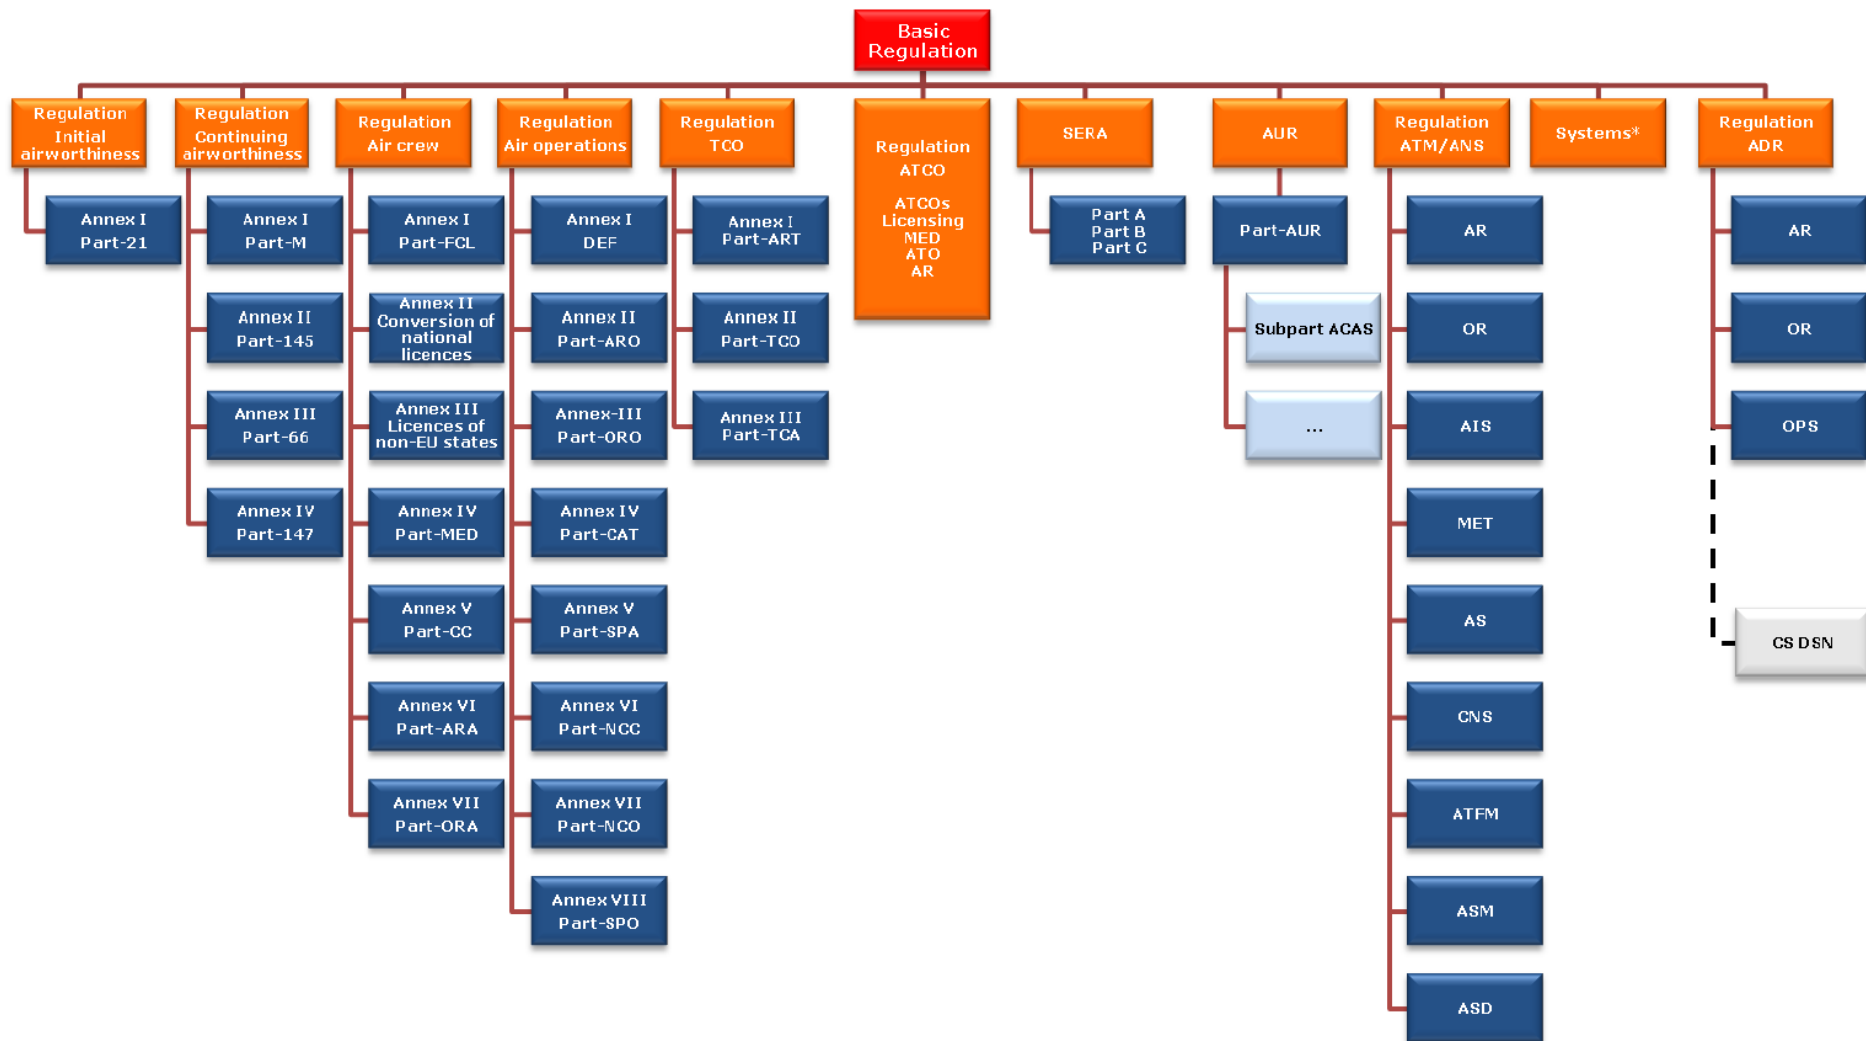 Basic
Regulation
Regulation
Initial
airworthiness
Annex I
Part-21
Regulation
Continuing
airworthiness
Annex I
Part-M
Annex II
Part-145
Annex III
Part-66
Annex IV
Part-147
Regulation
Air crew
Annex I
Part-FCL
Annex II
Conversion of
national
licences
Annex III
Licences of
non-EU states
Annex IV
Part-MED
Annex V
Part-CC
Annex VI
Part-ARA
Annex VII
Part-ORA
Regulation
Air operations
Annex I
DEF
Annex II
Part-ARO
Annex-III
Part-ORO
Annex IV
Part-CAT
Annex V
Part-SPA
Annex VI
Part-NCC
Annex VII
Part-NCO
Annex VIII
Part-SPO
Regulation
TCO
Annex I
Part-ART
Annex II
Part-TCO
Annex III
Part-TCA
Regulation
ATCO
ATCOs
Licensing
MED
ATO
AR
SERA
Part A
Part B
Part C
AUR
Part-AUR
Subpart ACAS
...
Regulation
ATM/ANS
AR
OR
AIS
MET
AS
CNS
ATFM
ASM
ASD
Systems*
Regulation
ADR
AR
OR
OPS
CS DSN